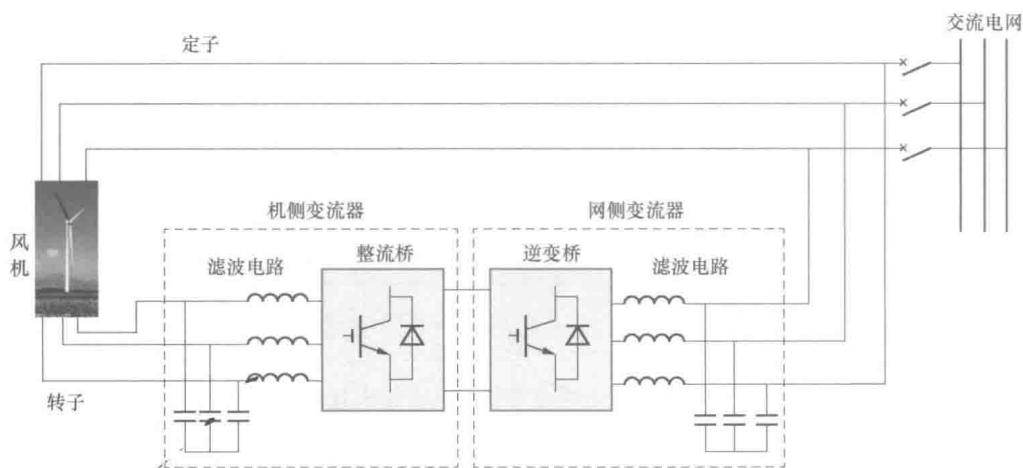 交流电网
定子
机侧变流器
网侧变流器
风机
滤波电路
整流桥
逆变桥
滤波电路
转子